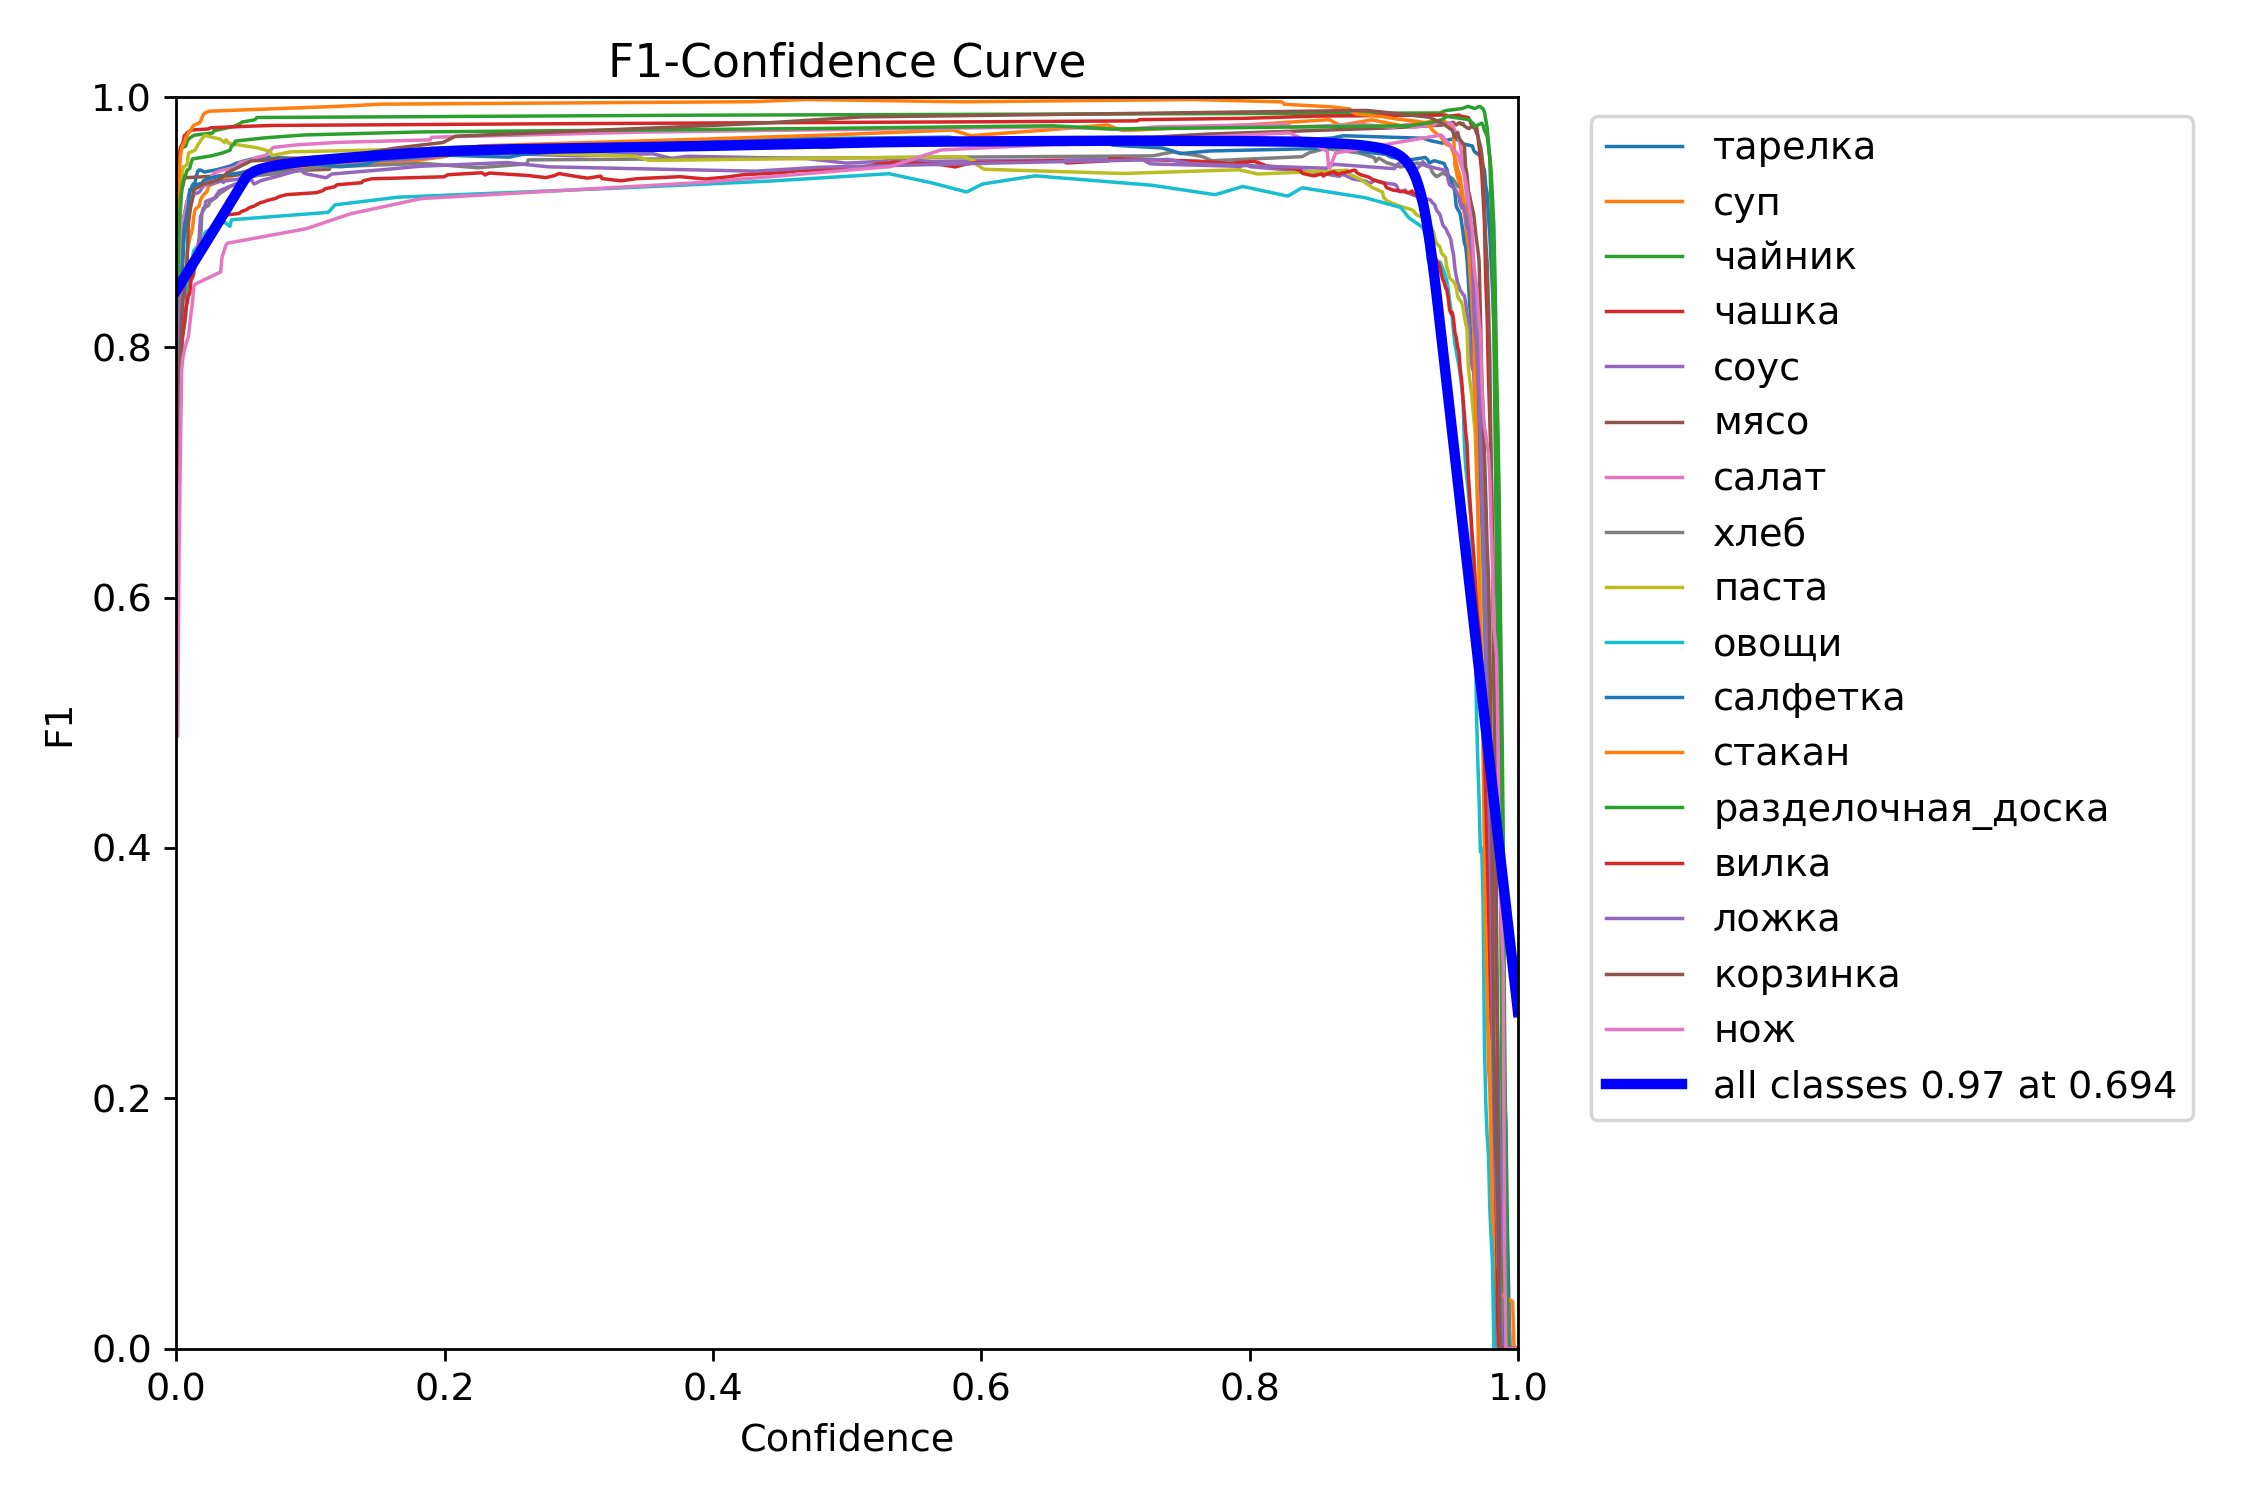 F1-Confidence Curve
1.0
0.8
0.6
0.4
0.2
0.0
F1
0.0 0.2 0.4 0.6 0.8 1.0
Confidence
тарелка
суп
чайник
чашка
соус
мясо
салат
хлеб
паста
овощи
салфетка
стакан
разделочная_доска
вилка
ложка
корзинка
нож
all classes 0.97 at 0.694